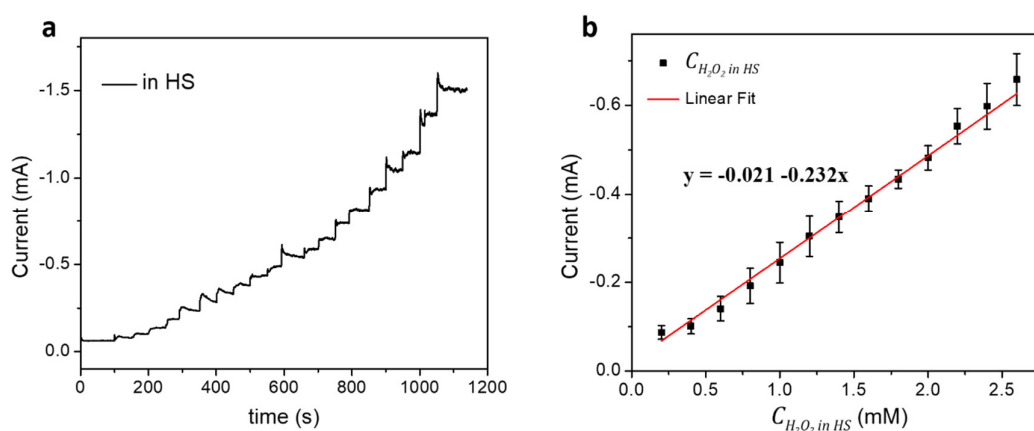 a
in HS
-1.5
-1.0
-0.5
0.0
Current (mA)
0
200
400
600
800
1000
1200
time (s)
b
C_{H_2O_2 in HS}
Linear Fit
y = -0.021 -0.232x
-0.6
-0.4
-0.2
0.0
Current (mA)
0.0
0.5
1.0
1.5
2.0
2.5
C_{H_2O_2 in HS} (mM)